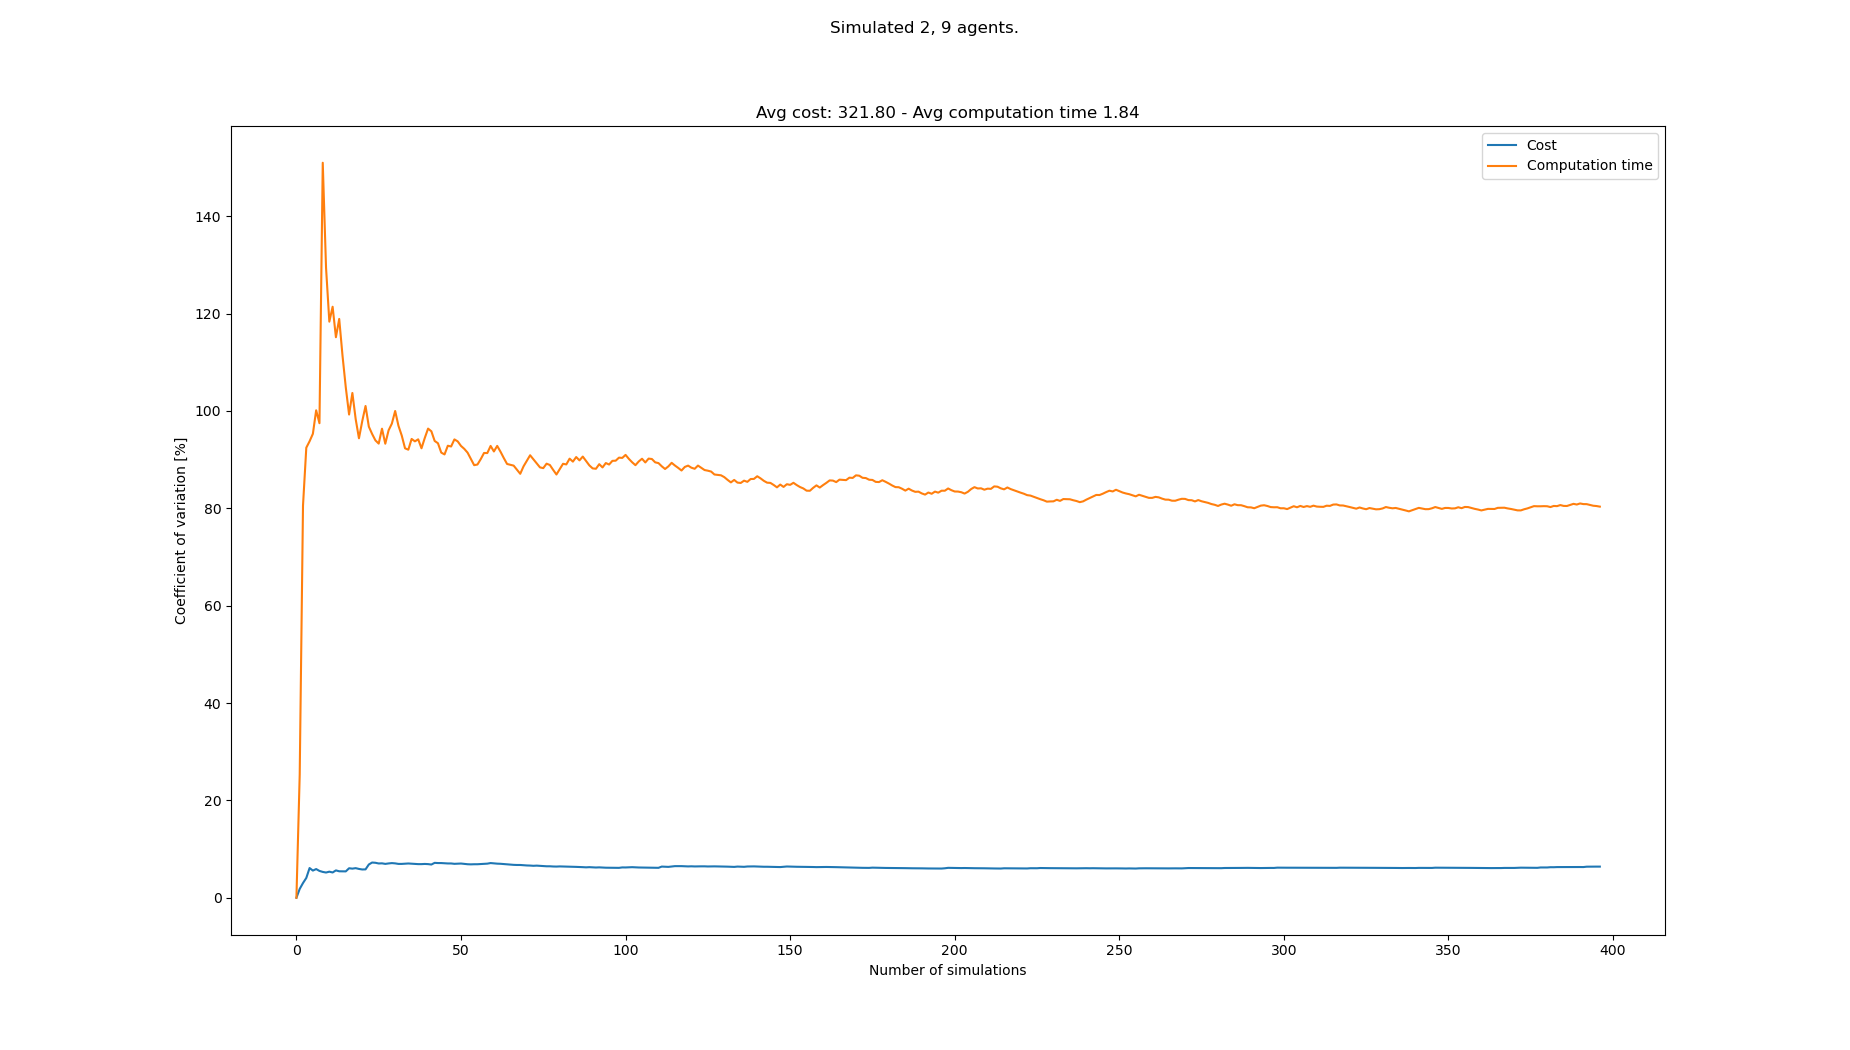 Simulated 2, 9 agents.
Avg cost: 321.80 - Avg computation time 1.84
Cost
Computation time
Coefficient of variation [%]
140
120
100
80
60
40
20
0
0 50 100 150 200 250 300 350 400
Number of simulations